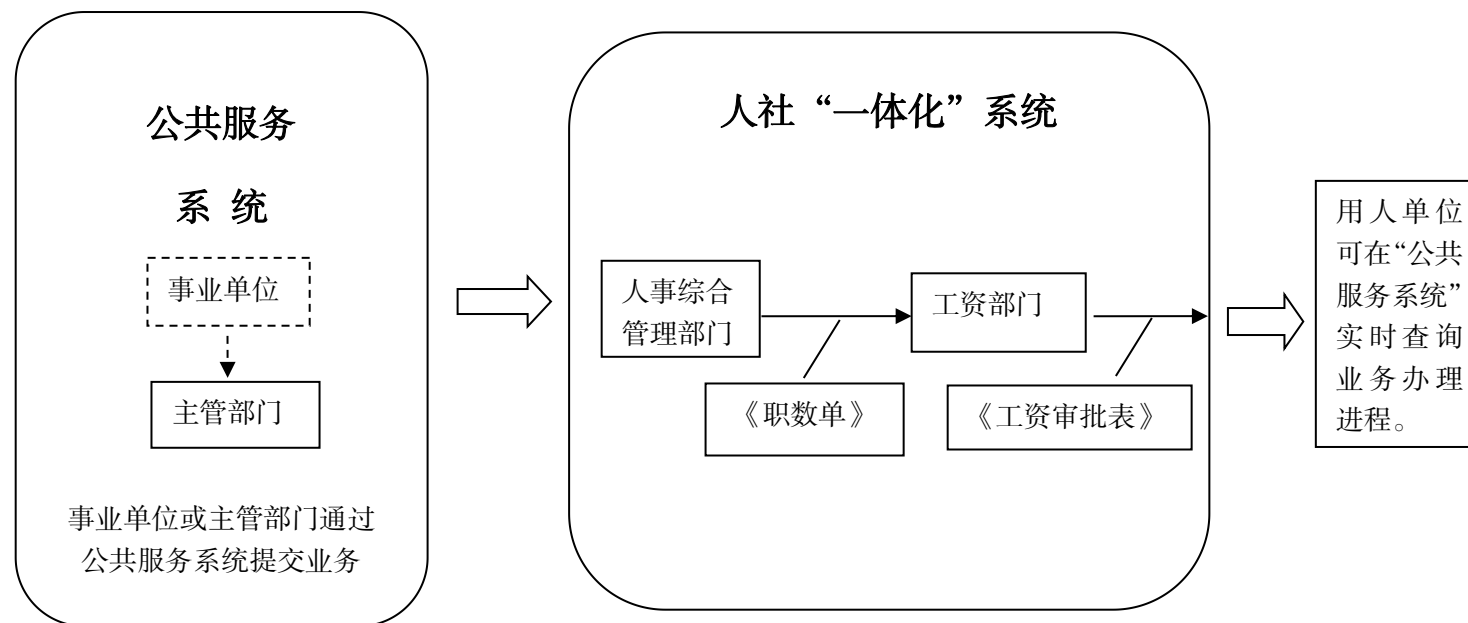 公共服务
系 统
事业单位
主管部门
事业单位或主管部门通过
公共服务系统提交业务
人社“一体化”系统
人事综合
管理部门
工资部门
《职数单》
《工资审批表》
用人单位
可在“公共
服务系统”
实时查询
业务办理
进程。